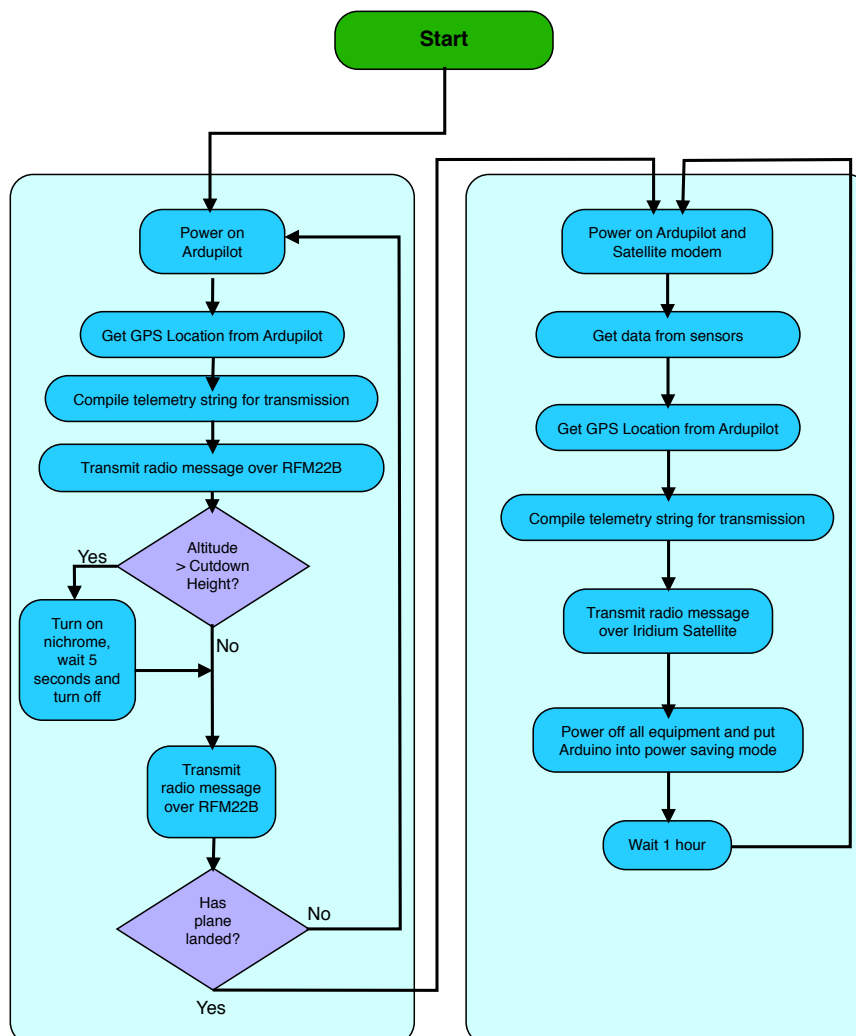 Start
Power on
Ardupilot
Get GPS Location from Ardupilot
Compile telemetry string for transmission
Transmit radio message over RFM22B
Altitude
> Cutdown
Height?
Yes
No
Turn on
nichrome,
wait 5
seconds and
turn off
Transmit
radio message
over RFM22B
Has
plane
landed?
No
Yes
Power on Ardupilot and
Satellite modem
Get data from sensors
Get GPS Location from Ardupilot
Compile telemetry string for transmission
Transmit radio message
over Iridium Satellite
Power off all equipment and put
Arduino into power saving mode
Wait 1 hour